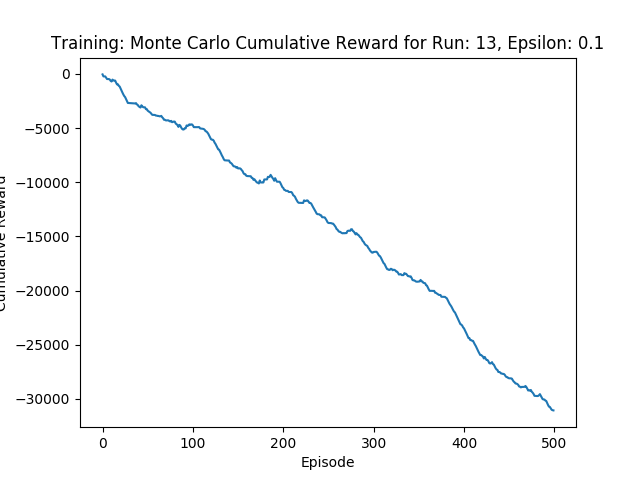 Training: Monte Carlo Cumulative Reward for Run: 13, Epsilon: 0.1
0
−5000
−10000
−15000
−20000
−25000
−30000
Cumulative Reward
0 100 200 300 400 500
Episode